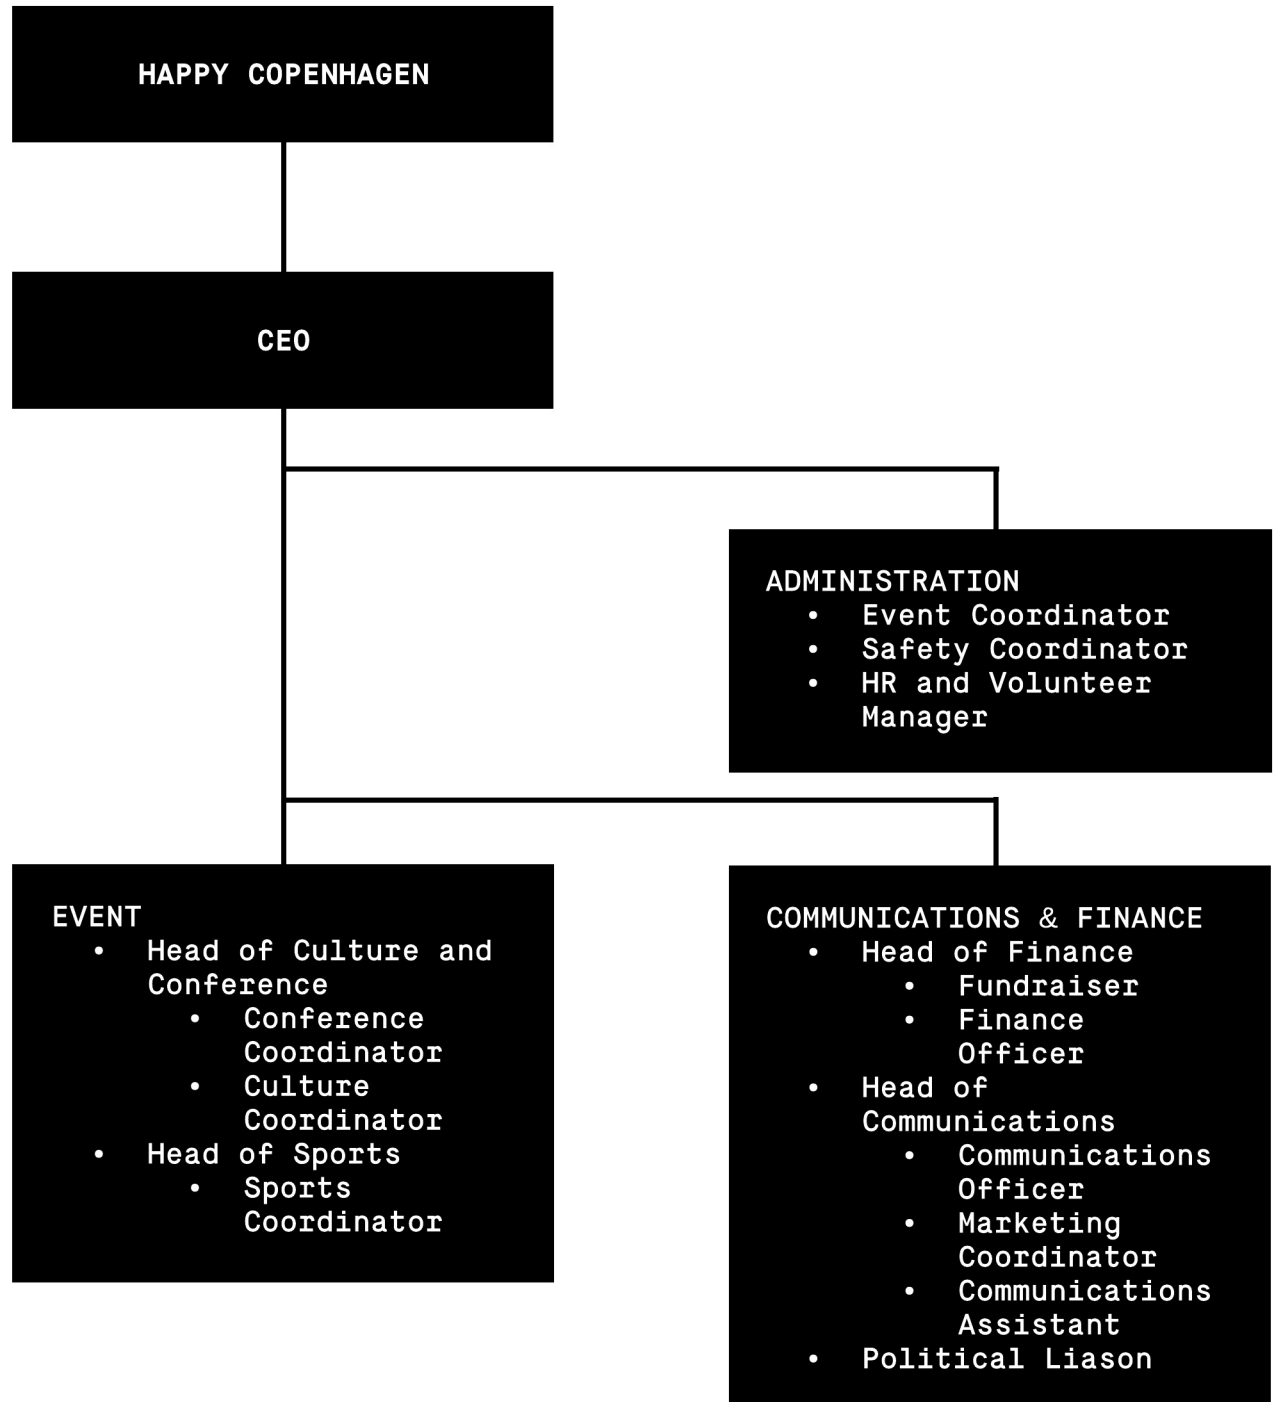 HAPPY COPENHAGEN
CEO
ADMINISTRATION
• Event Coordinator
• Safety Coordinator
• HR and Volunteer
Manager
EVENT
• Head of Culture and
Conference
• Conference
Coordinator
• Culture
Coordinator
• Head of Sports
• Sports
Coordinator
COMMUNICATIONS & FINANCE
• Head of Finance
• Fundraiser
• Finance
Officer
• Head of
Communications
• Communications
Officer
• Marketing
Coordinator
• Communications
Assistant
• Political Liason